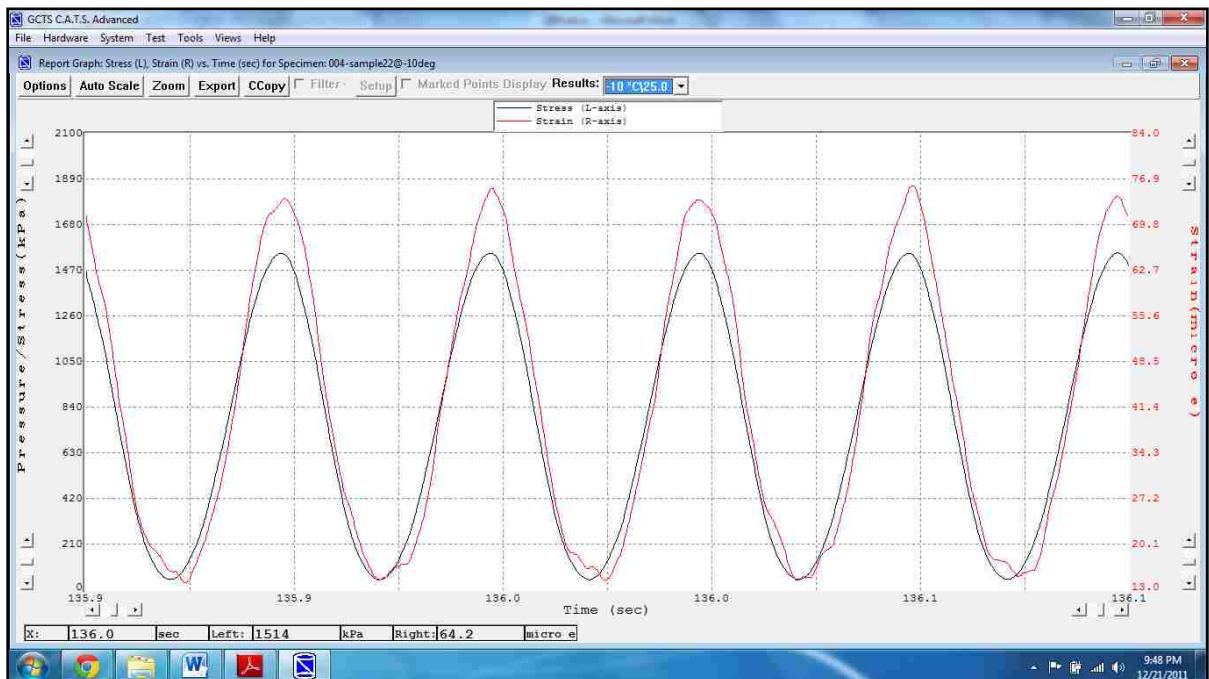 GCTS C.A.T.S. Advanced
File Hardware System Test Tools Views Help
Report Graph: Stress (L), Strain (R) vs. Time (sec) for Specimen: 004-sample22@-10deg
Options Auto Scale Zoom Export CCopy Filter - Setup Marked Points Display Results: -10 °C\25.0
Stress (L-axis)
Strain (R-axis)
Pressure/Stress(kPa)
2100
1890
1680
1470
1260
1050
840
630
420
210
0
84.0
76.9
69.8
62.7
55.6
48.5
41.4
34.3
27.2
20.1
13.0
Strain(micro e)
135.9 135.9 136.0 136.0 136.1 136.1
Time (sec)
X: 136.0 sec Left: 1514 kPa Right: 64.2 micro e
9:48 PM
12/21/2011